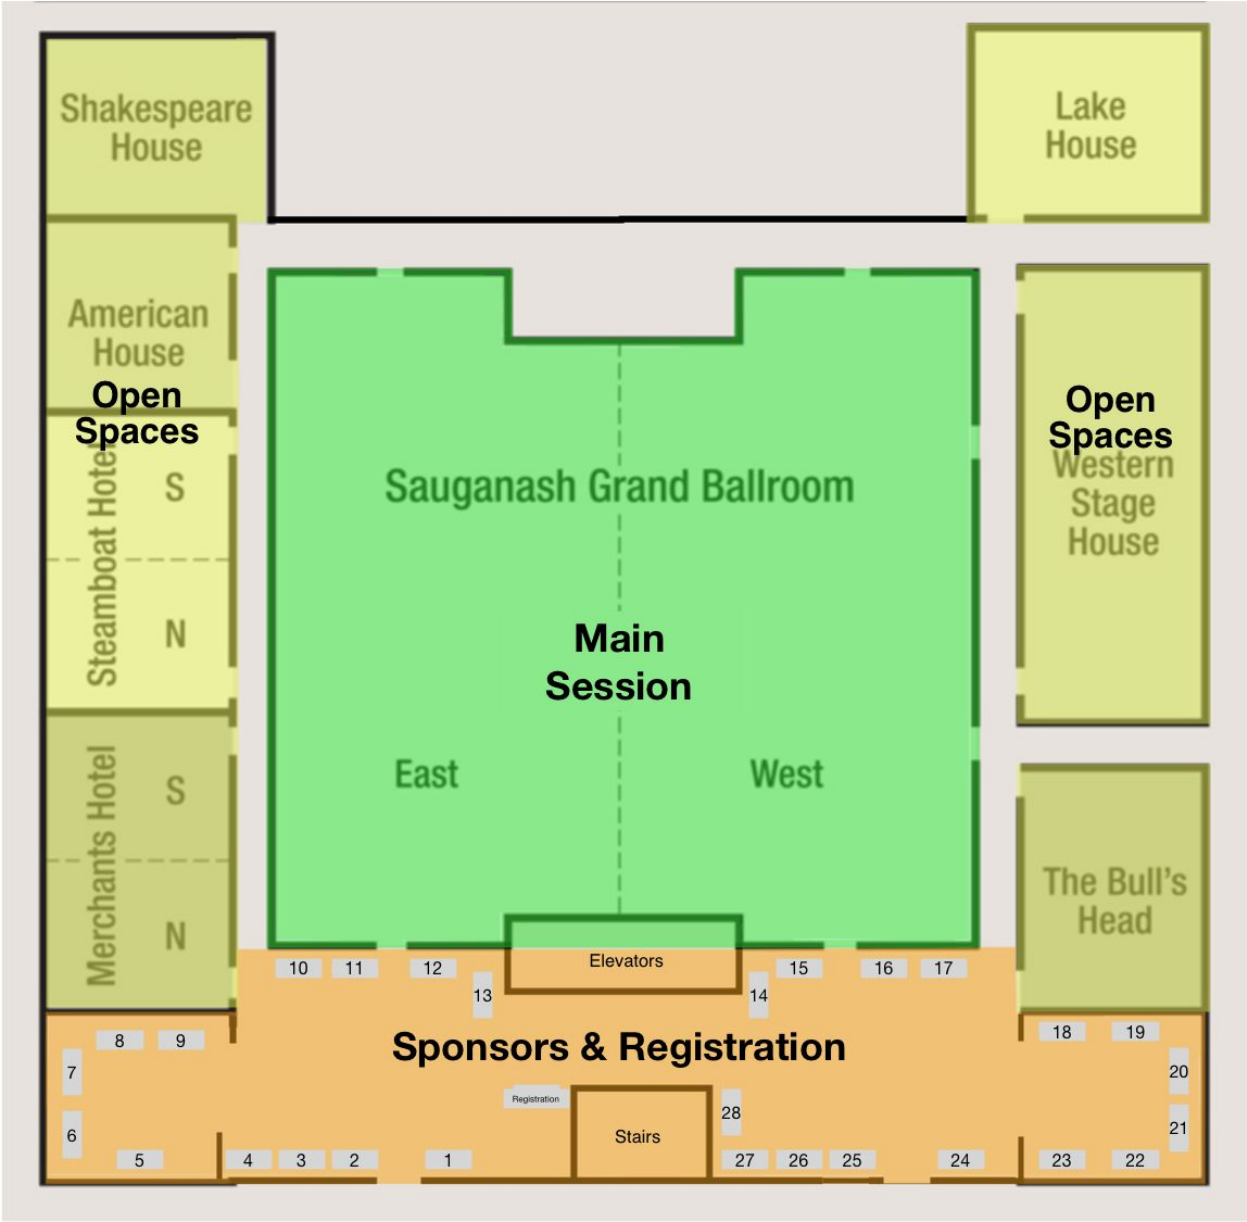 Shakespeare
House
Lake
House
American
House
Open
Spaces
Steamboat Hotel
S
N
Merchants Hotel
S
N
Sauganash Grand Ballroom
Main
Session
East
West
Open
Spaces
Western
Stage
House
The Bull's
Head
Elevators
10
11
12
13
14
15
16
17
Sponsors & Registration
8
9
7
6
5
4
3
2
1
Registration
Stairs
28
27
26
25
24
18
19
20
21
23
22